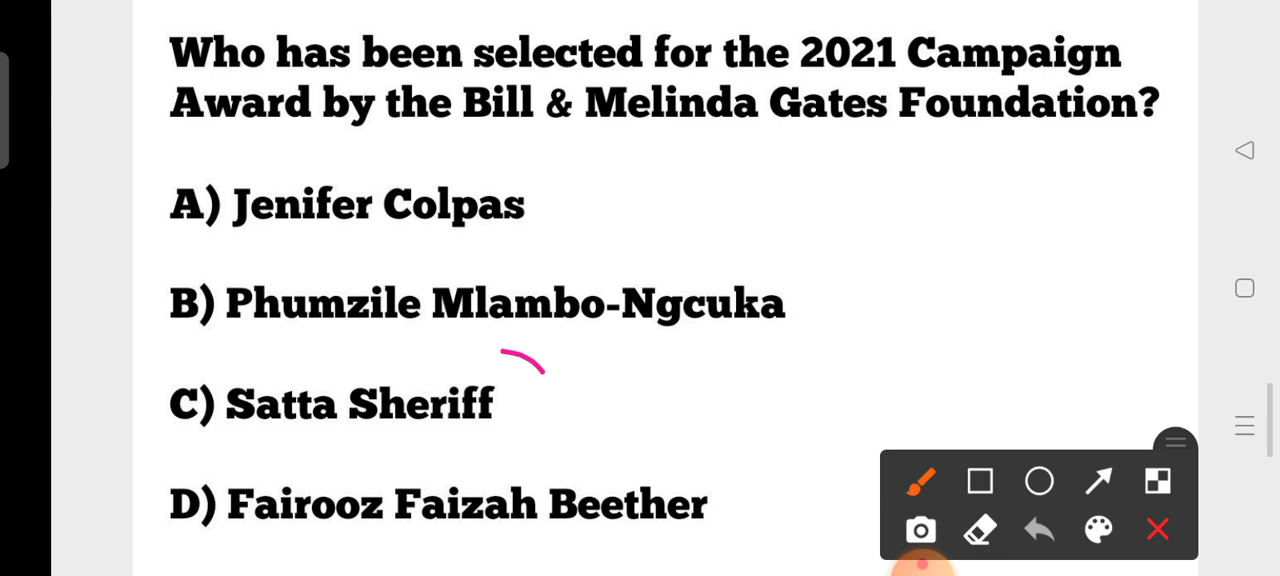 Who has been selected for the 2021 Campaign
Award by the Bill & Melinda Gates Foundation?
A) Jenifer Colpas
B) Phumzile Mlambo-Ngcuka
C) Satta Sheriff
D) Fairooz Faizah Beether